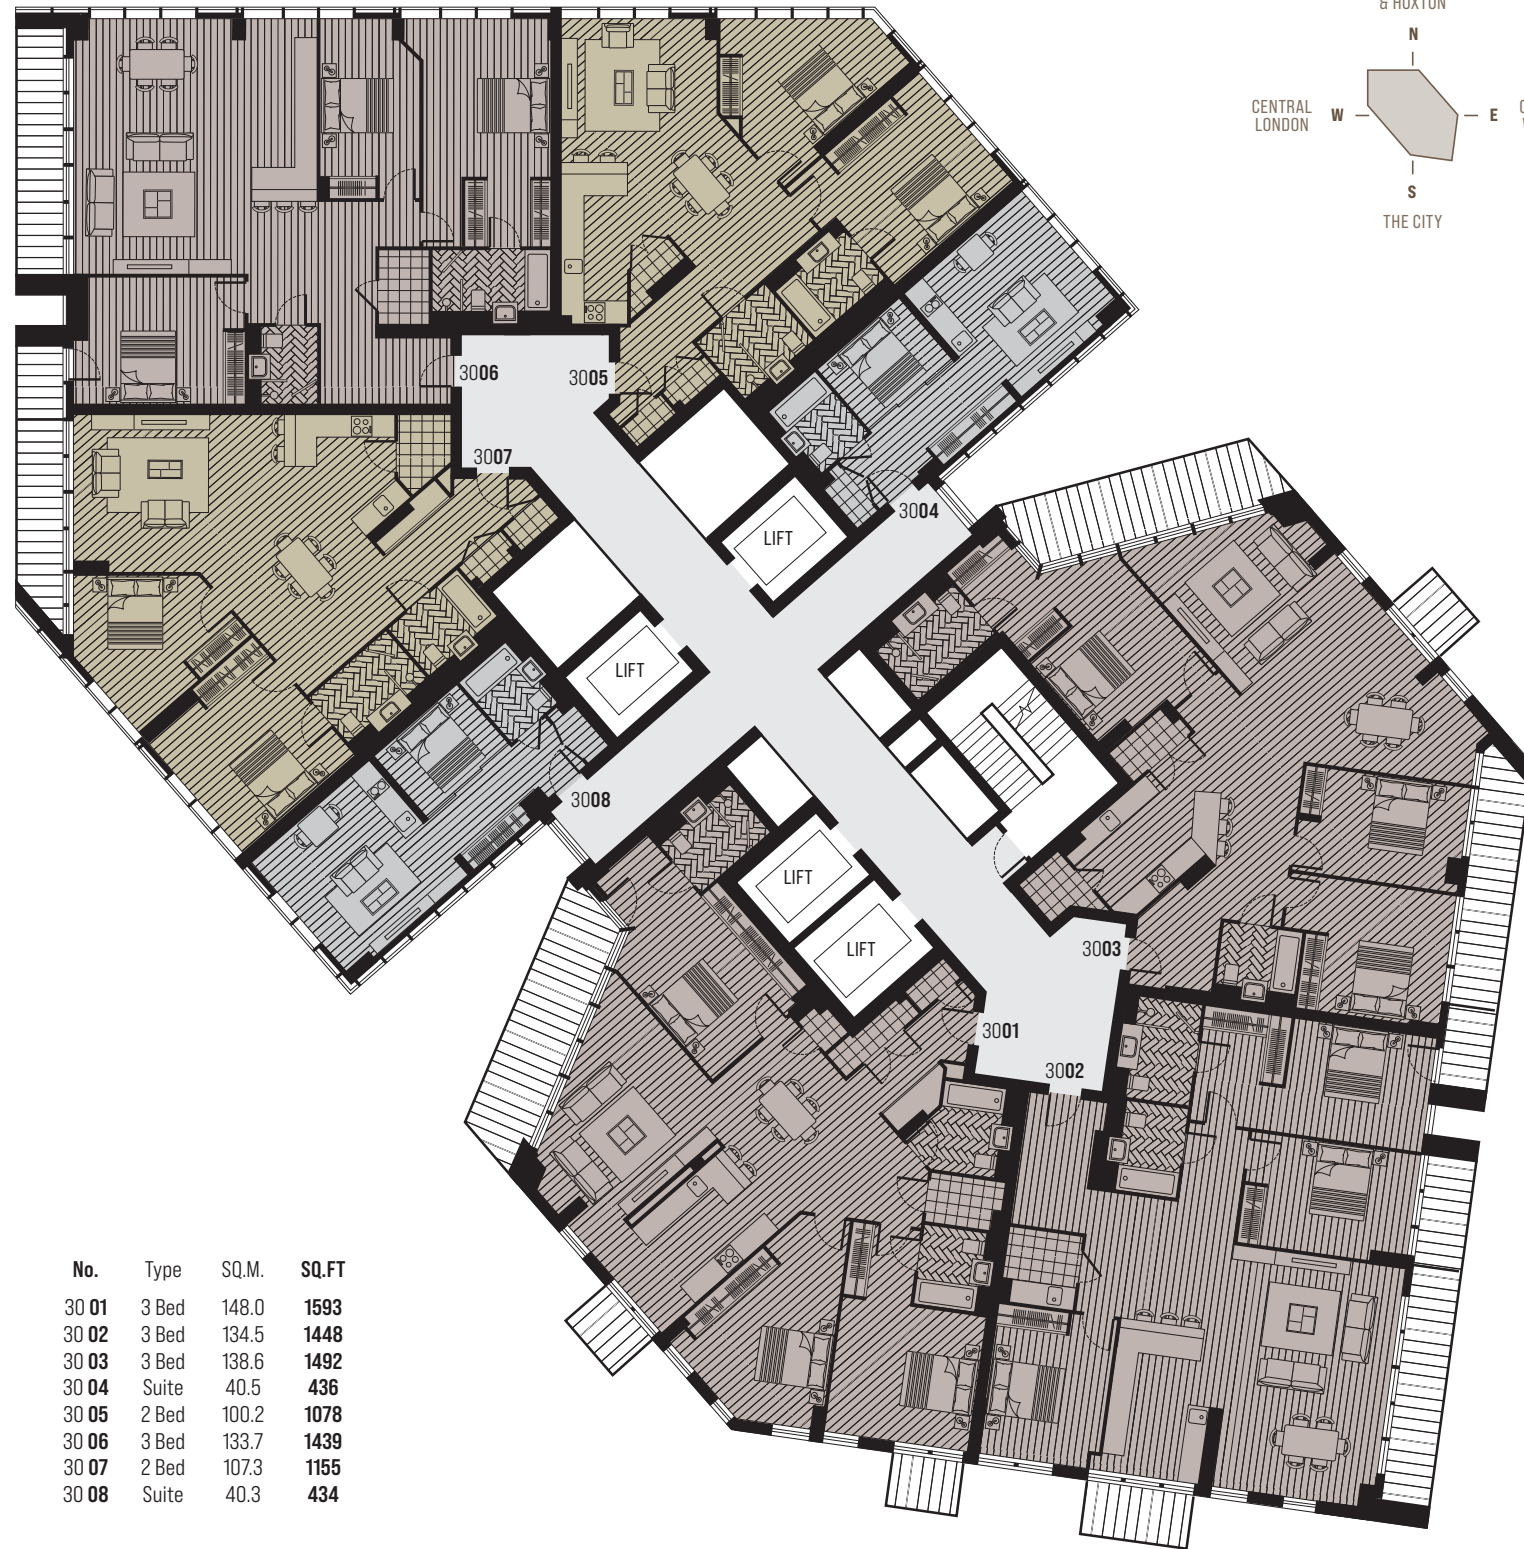 & HOXTON
N
CENTRAL
LONDON
W
E
S
THE CITY
3006
3005
3007
3004
LIFT
LIFT
3008
LIFT
LIFT
3003
3001
3002
No. Type SQ.M. SQ.FT
30 01 3 Bed 148.0 1593
30 02 3 Bed 134.5 1448
30 03 3 Bed 138.6 1492
30 04 Suite 40.5 436
30 05 2 Bed 100.2 1078
30 06 3 Bed 133.7 1439
30 07 2 Bed 107.3 1155
30 08 Suite 40.3 434